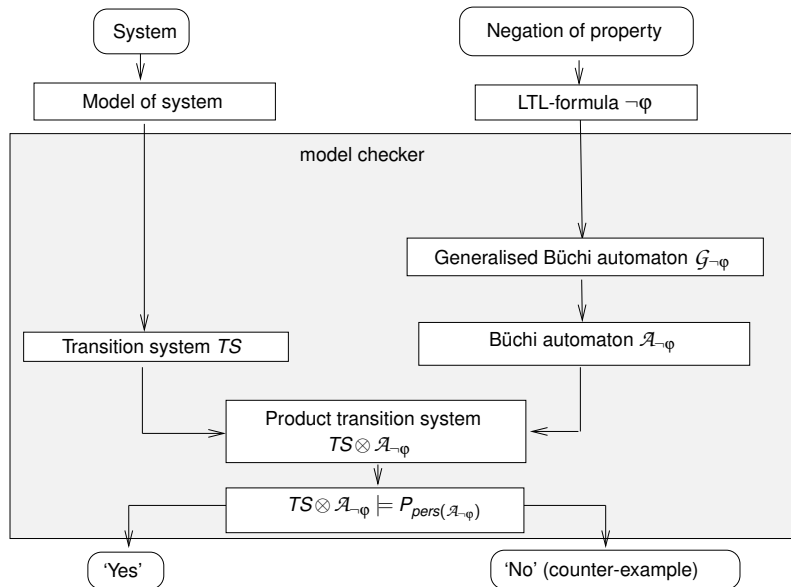 System
Negation of property
Model of system
LTL-formula ¬φ
model checker
Generalised Büchi automaton 𝒢¬φ
Transition system TS
Büchi automaton 𝒜¬φ
Product transition system
TS ⊗ 𝒜¬φ
TS ⊗ 𝒜¬φ ⊨ Ppers(𝒜¬φ)
‘Yes’
‘No’ (counter-example)